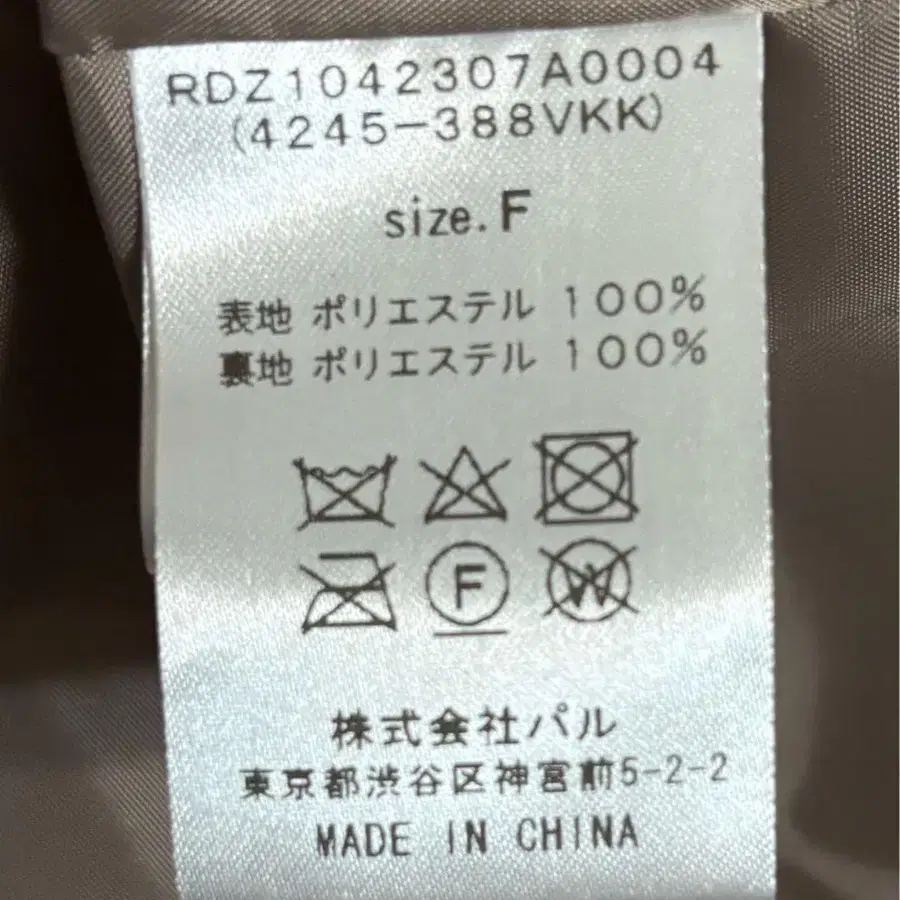 RDZ1042307A0004
(4245-388VKK)
size.F
表地 ポリエステル 100%
裏地 ポリエステル 100%
F
W
株式会社パル
東京都渋谷区神宮前5-2-2
MADE IN CHINA